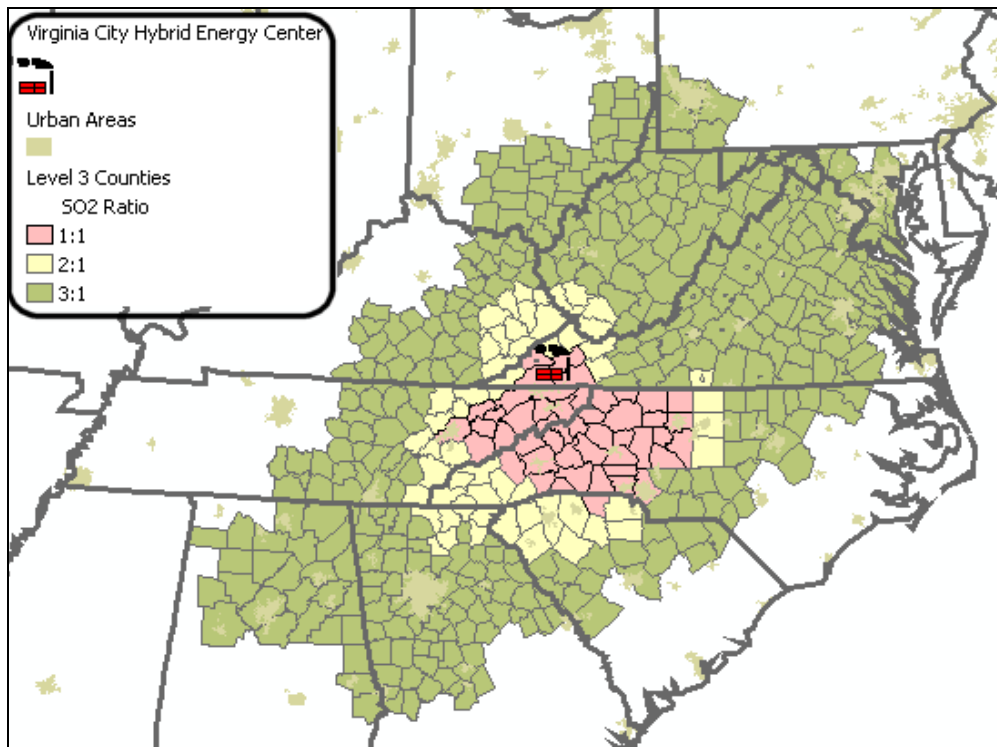 Virginia City Hybrid Energy Center
Urban Areas
Level 3 Counties
SO2 Ratio
1:1
2:1
3:1